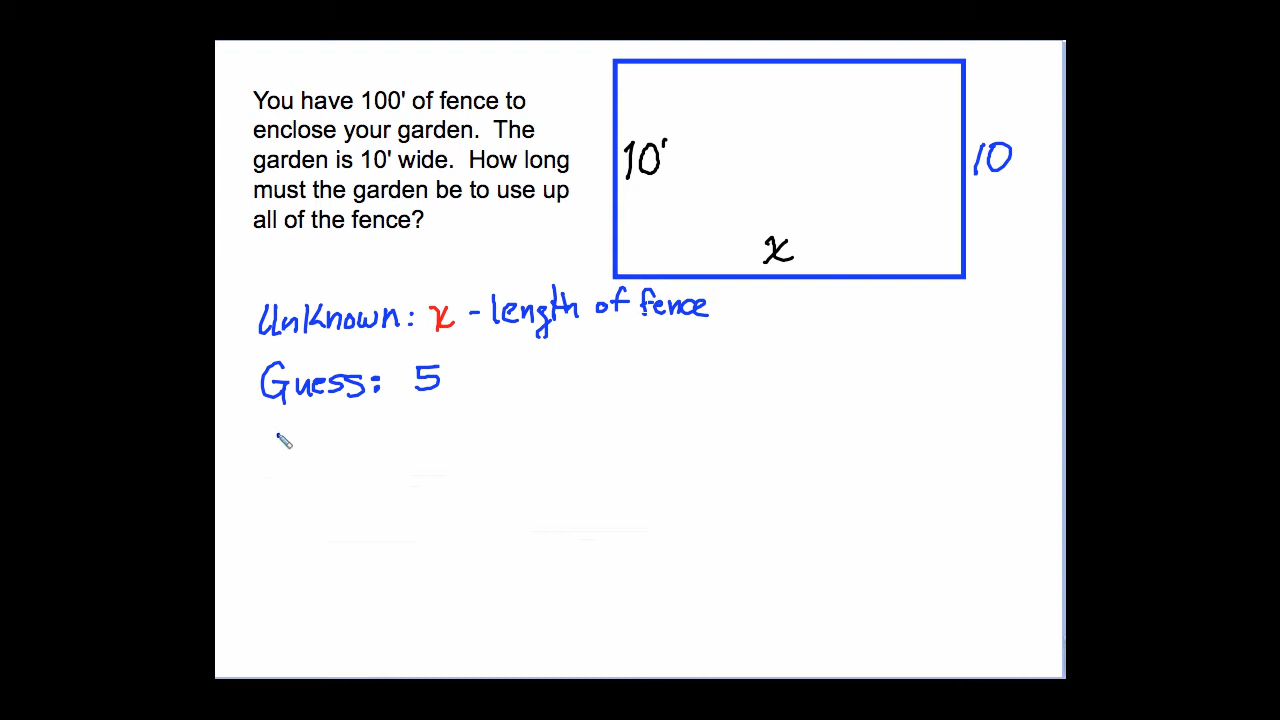 You have 100' of fence to
enclose your garden. The
garden is 10' wide. How long
must the garden be to use up
all of the fence?
10'
10
x
Unknown: x - length of fence
Guess: 5